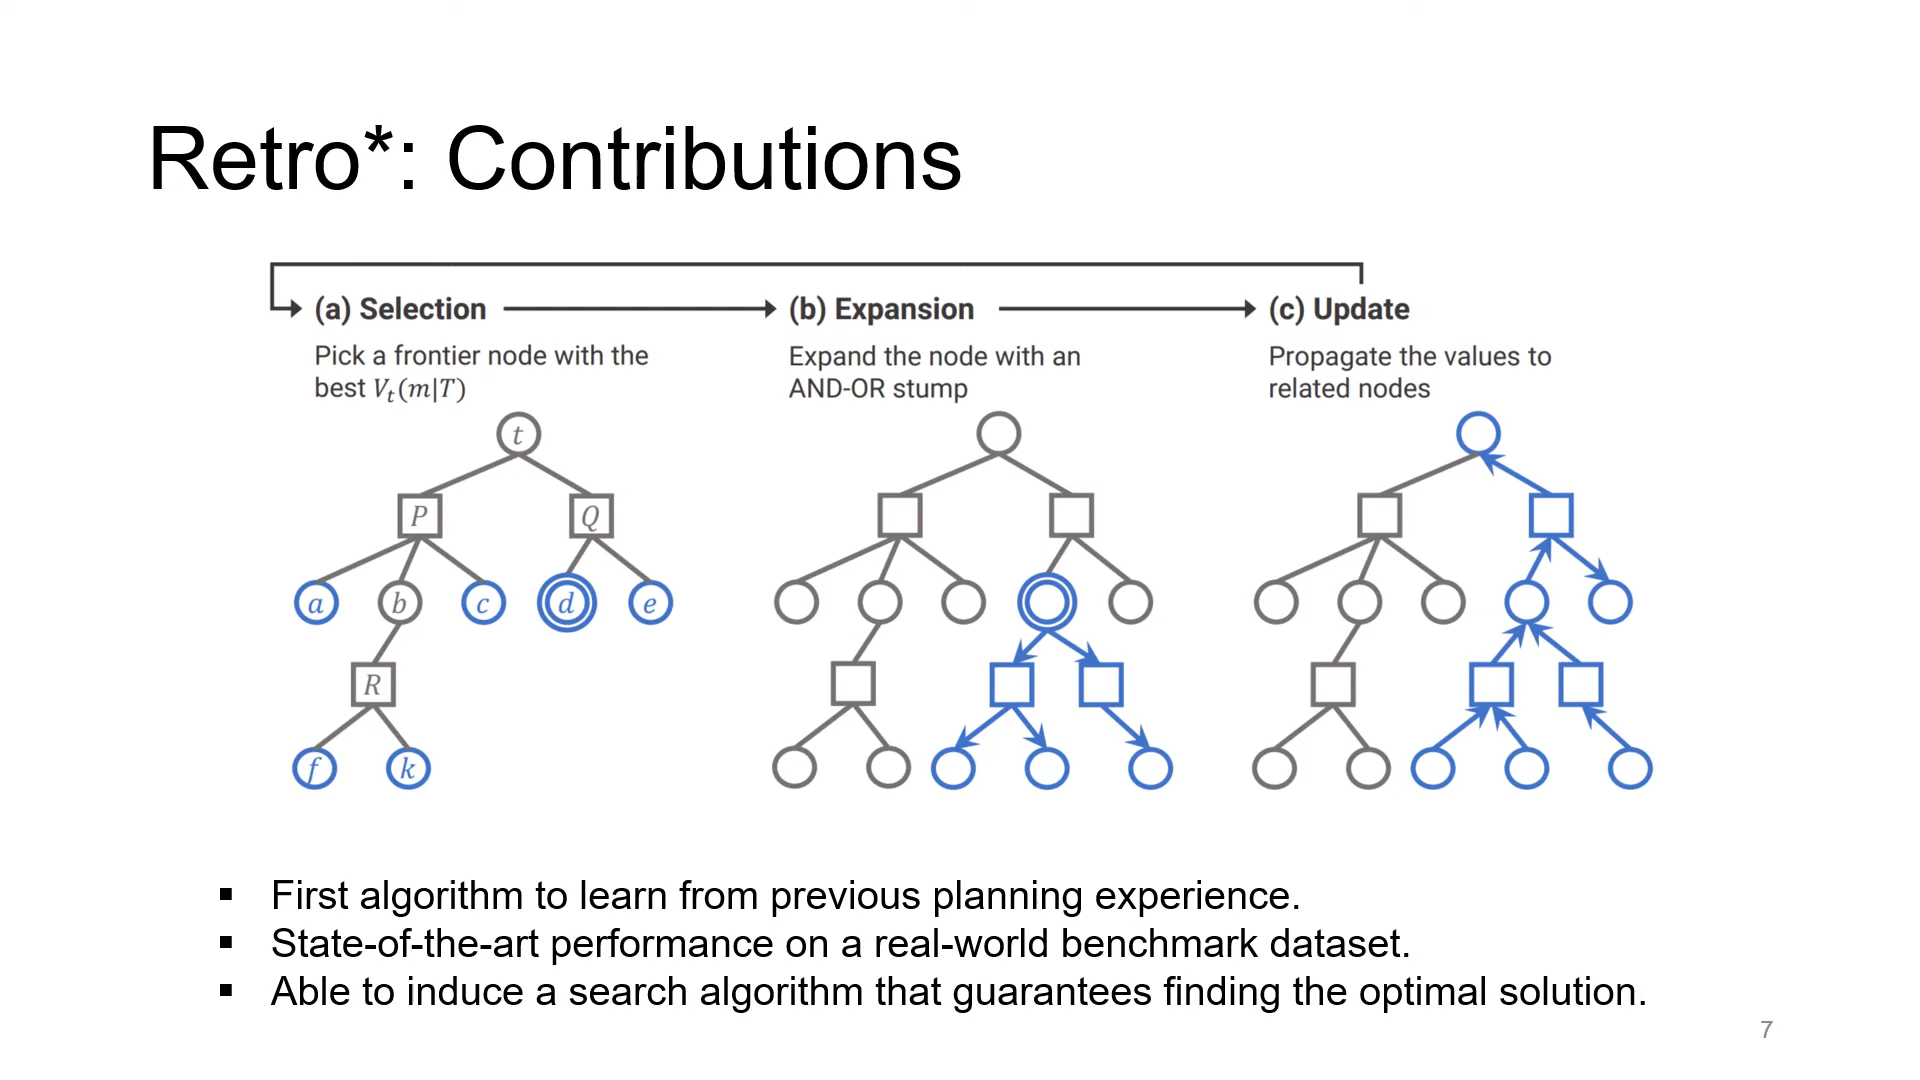 Retro*: Contributions
(a) Selection
(b) Expansion
(c) Update
Pick a frontier node with the
best Vₜ(m|T)
Expand the node with an
AND-OR stump
Propagate the values to
related nodes
t
P
Q
a
b
c
d
e
R
f
k
▪ First algorithm to learn from previous planning experience.
▪ State-of-the-art performance on a real-world benchmark dataset.
▪ Able to induce a search algorithm that guarantees finding the optimal solution.
7